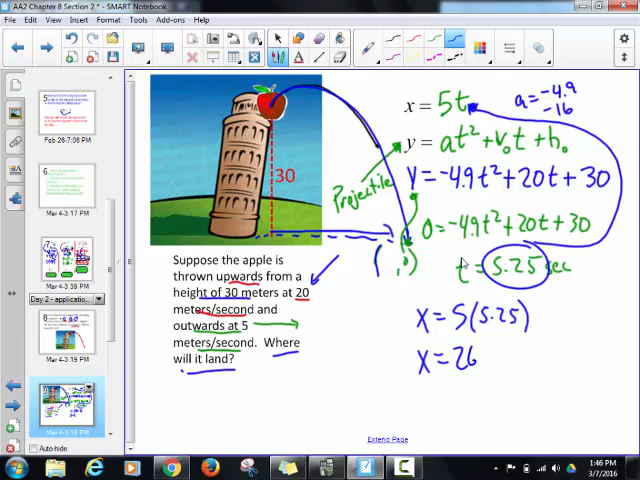 AA2 Chapter 8 Section 2 * - SMART Notebook
File Edit View Insert Format Tools Add-ons Help
Feb 26-7:06 PM
Mar 4-3:17 PM
Mar 4-3:39 PM
Day 2 - application...
Mar 4-3:19 PM
Mar 4-3:19 PM
Auto-hide
30
x = 5t
a = -4.9
-16
y = at² + v₀t + h₀
Projectile
y = -4.9t² + 20t + 30
0 = -4.9t² + 20t + 30
t = 5.25 sec
x = 5(5.25)
x = 26
Suppose the apple is
thrown upwards from a
height of 30 meters at 20
meters/second and
outwards at 5
meters/second. Where
will it land?
Extend Page
1:46 PM
3/7/2016